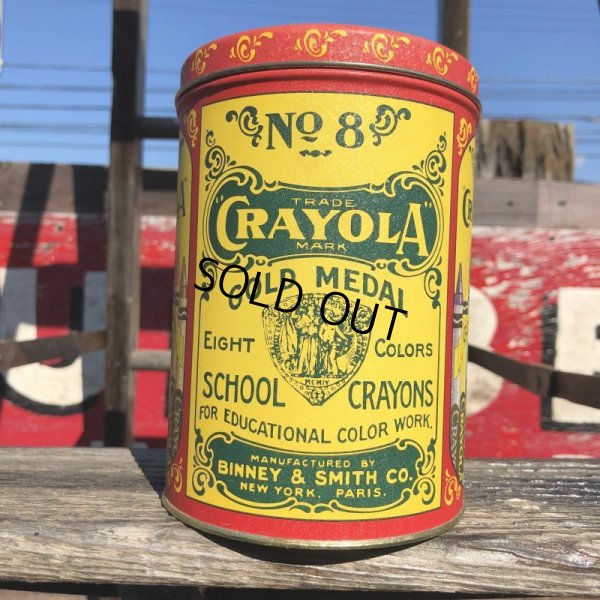 No 8
TRADE
"CRAYOLA"
MARK
GOLD MEDAL
SOLD OUT
EIGHT COLORS
MCMIV
SCHOOL CRAYONS
FOR EDUCATIONAL COLOR WORK.
MANUFACTURED BY
BINNEY & SMITH CO.
NEW YORK. PARIS.